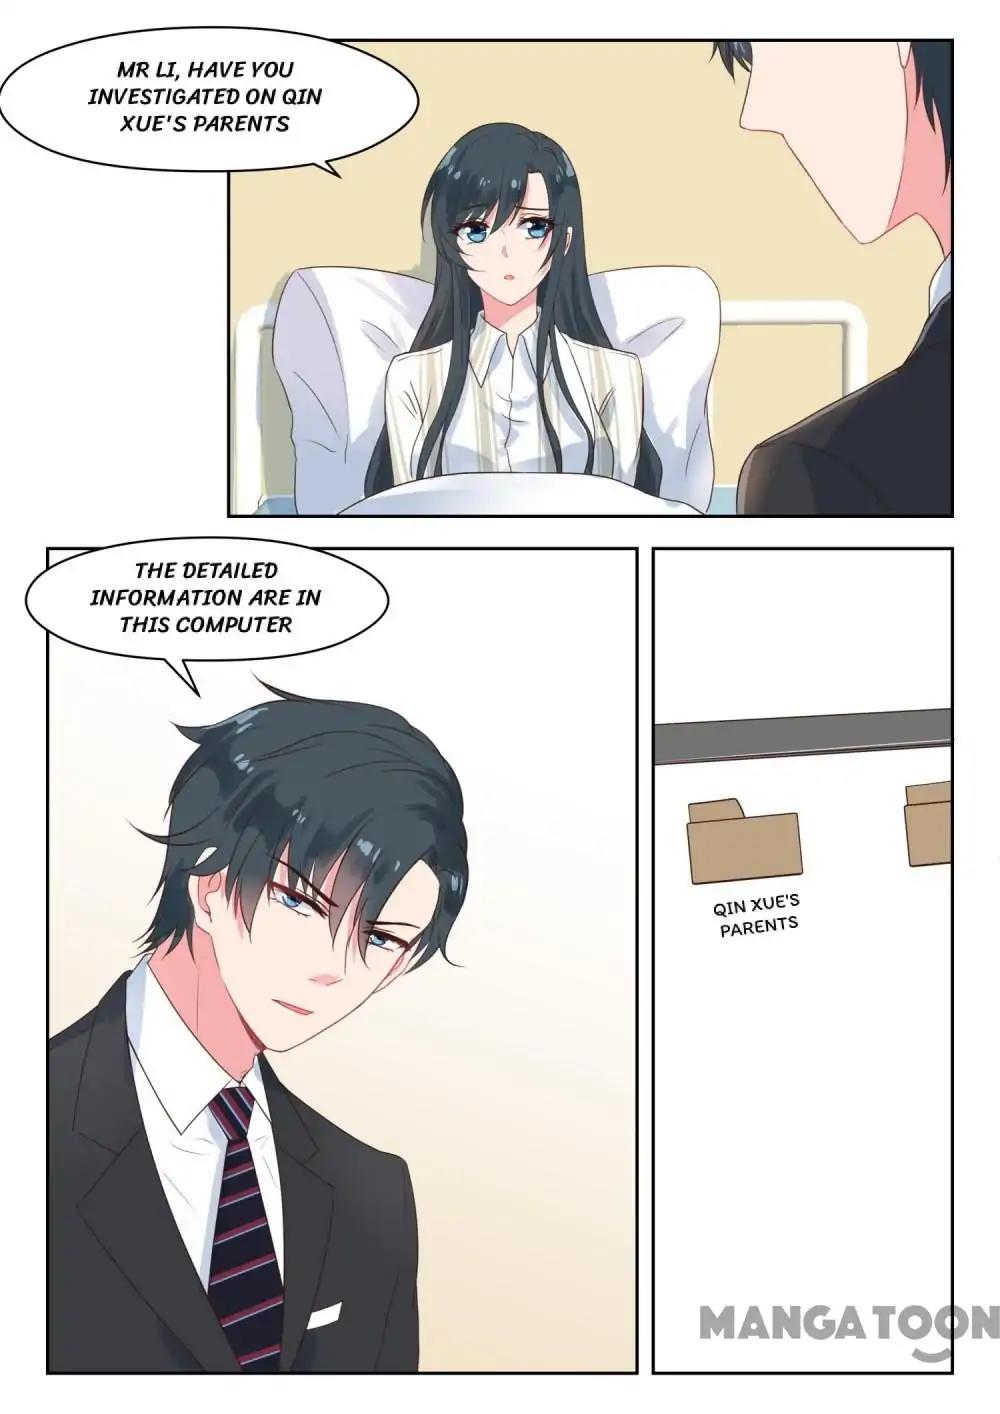 MR LI, HAVE YOU
INVESTIGATED ON QIN
XUE'S PARENTS
THE DETAILED
INFORMATION ARE IN
THIS COMPUTER
QIN XUE'S
PARENTS
MANGATOON